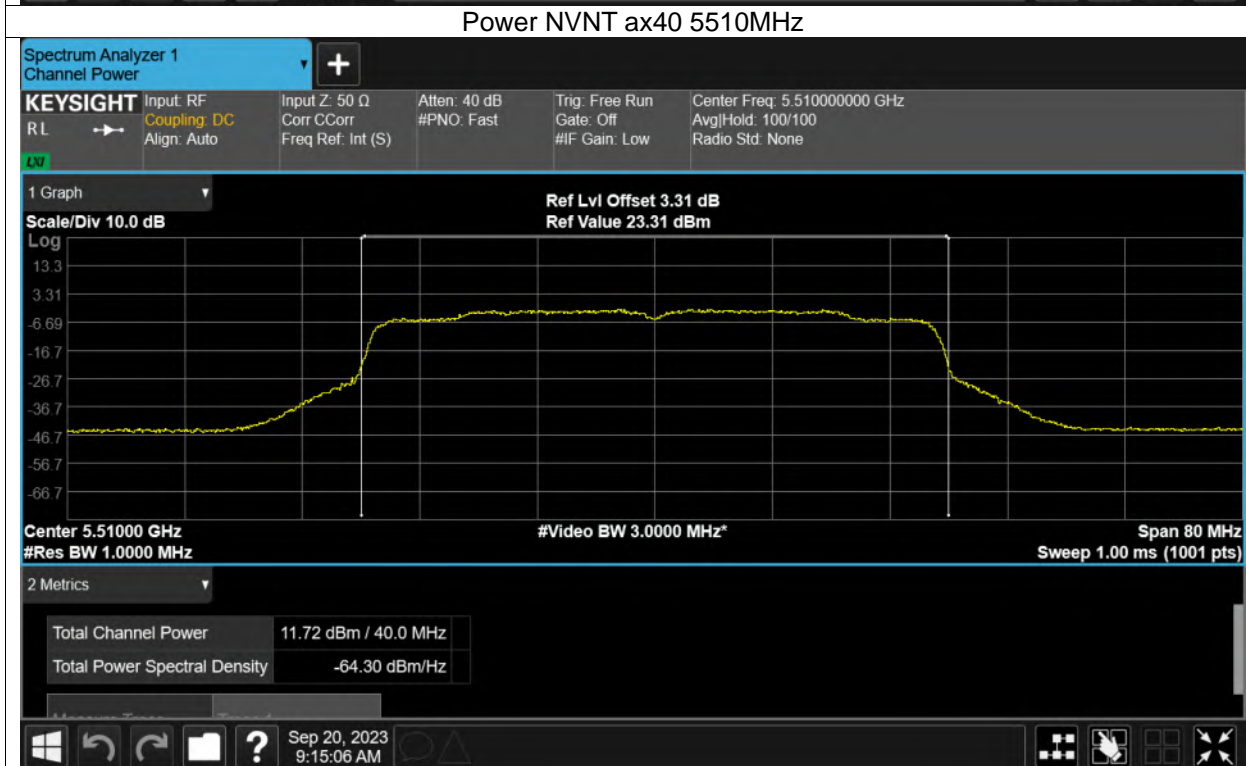 Power NVNT ax40 5510MHz
Spectrum Analyzer 1
Channel Power
+
KEYSIGHT
RL
LXI
Input: RF
Coupling: DC
Align: Auto
Input Z: 50 Ω
Corr CCorr
Freq Ref: Int (S)
Atten: 40 dB
#PNO: Fast
Trig: Free Run
Gate: Off
#IF Gain: Low
Center Freq: 5.510000000 GHz
Avg|Hold: 100/100
Radio Std: None
1 Graph
Scale/Div 10.0 dB
Ref Lvl Offset 3.31 dB
Ref Value 23.31 dBm
Log
13.3
3.31
-6.69
-16.7
-26.7
-36.7
-46.7
-56.7
-66.7
Center 5.51000 GHz
#Video BW 3.0000 MHz*
Span 80 MHz
#Res BW 1.0000 MHz
Sweep 1.00 ms (1001 pts)
2 Metrics
Total Channel Power 11.72 dBm / 40.0 MHz
Total Power Spectral Density -64.30 dBm/Hz
?
Sep 20, 2023
9:15:06 AM